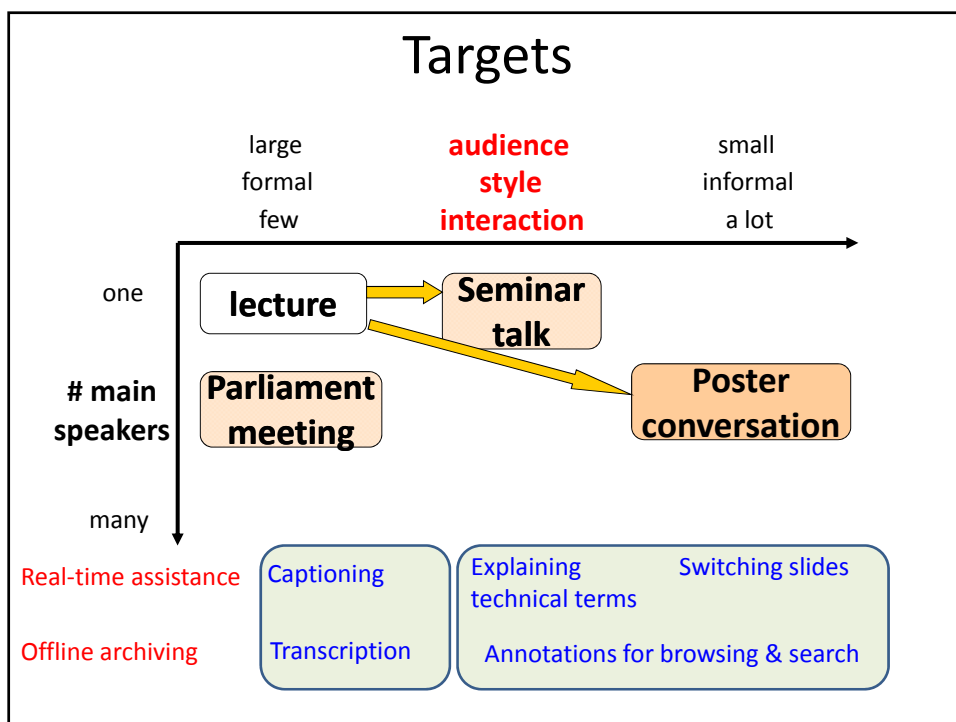 Targets
large audience small
formal style informal
few interaction a lot
one
lecture
Seminar
talk
# main
speakers
Parliament
meeting
Poster
conversation
many
Real-time assistance
Captioning
Explaining
technical terms
Switching slides
Offline archiving
Transcription
Annotations for browsing & search